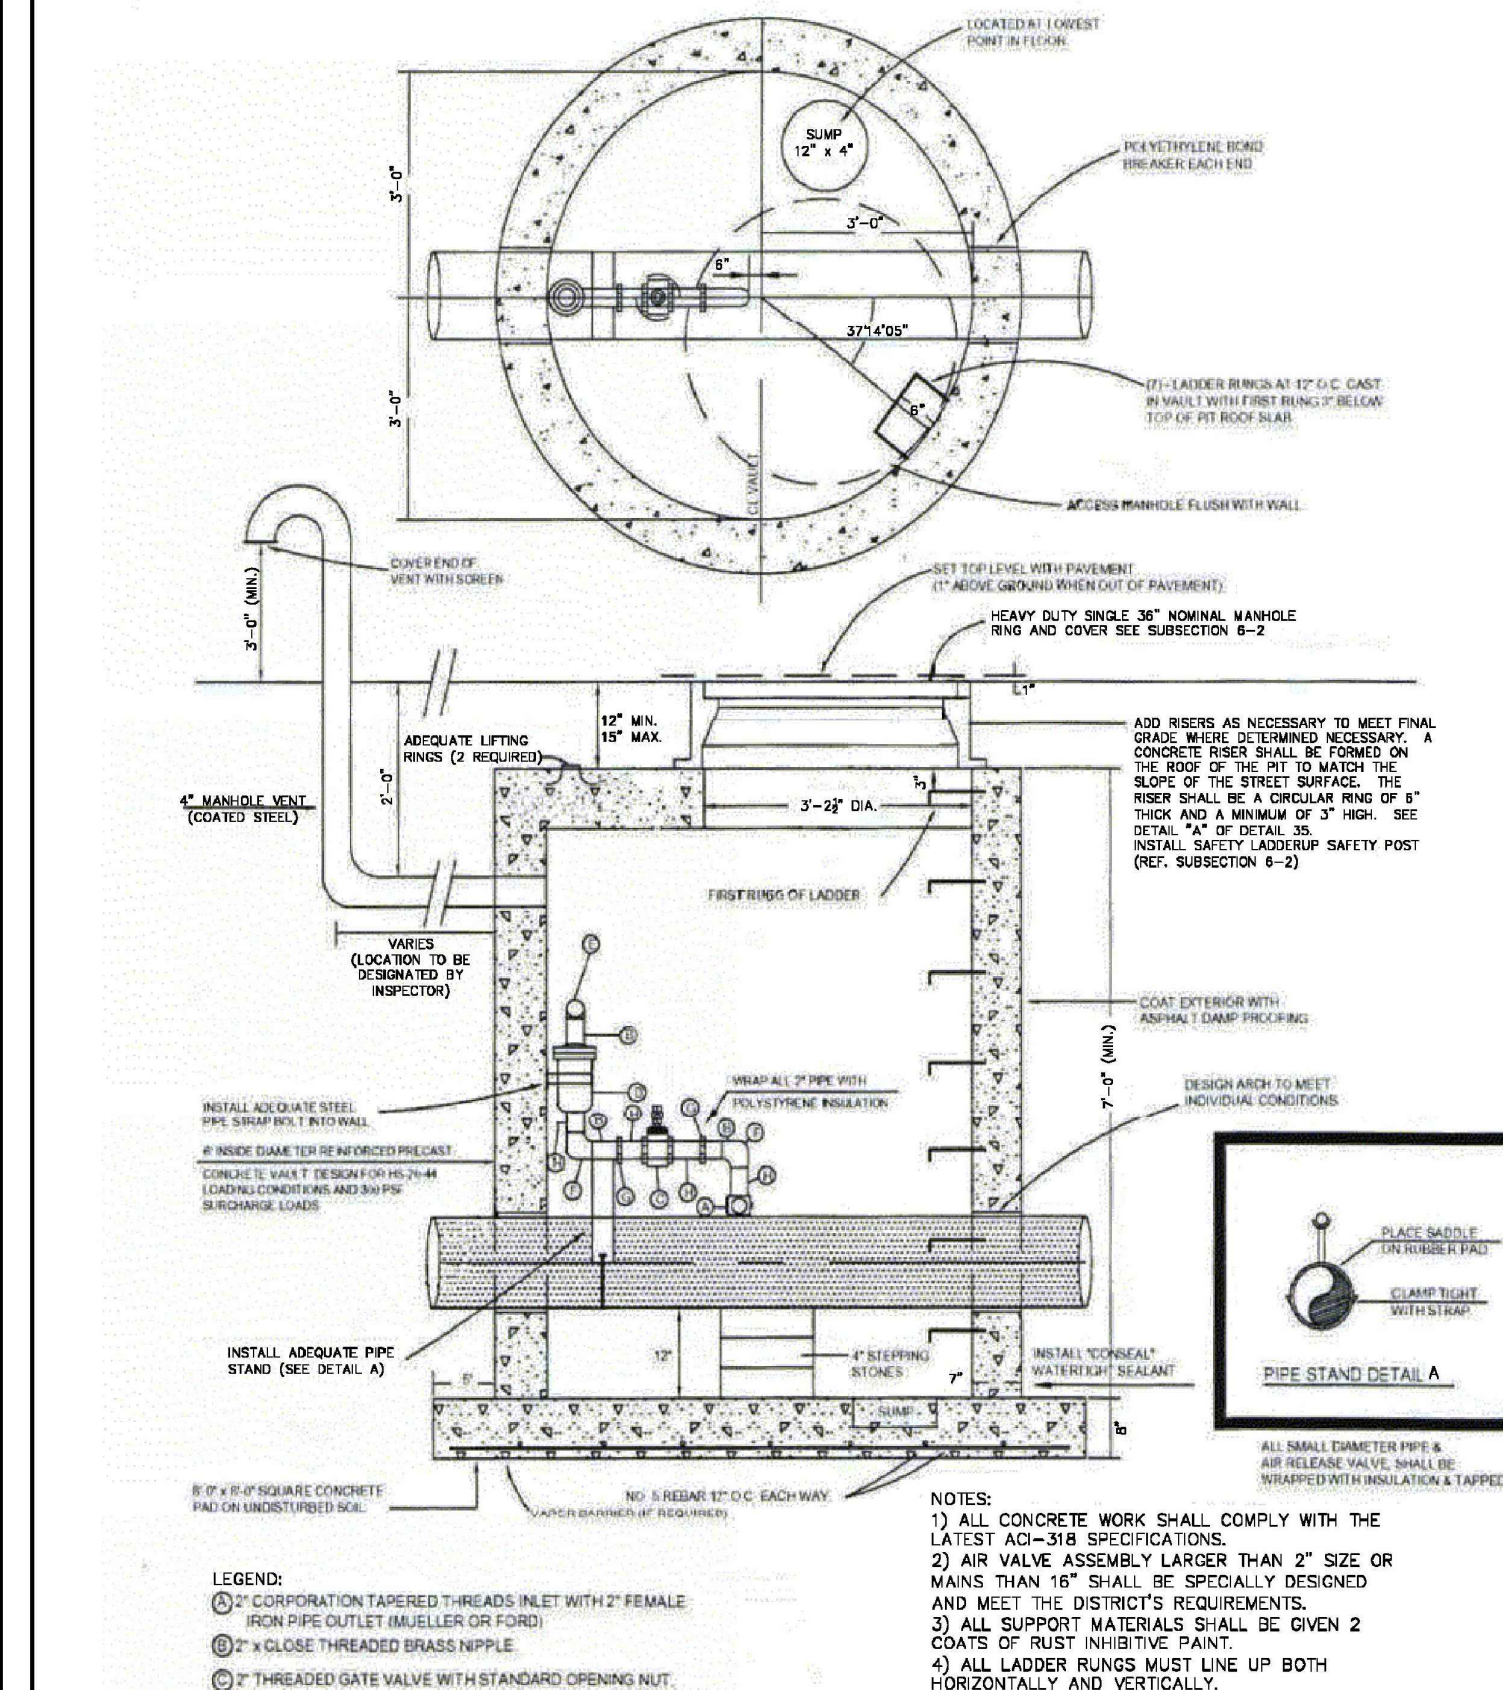 LOCATED AT LOWEST
POINT IN FLOOR.
SUMP
12" x 4"
POLYETHYLENE BOND
BREAKER EACH END
3'-0"
3'-0"
6"
37°14'05"
3'-0"
6"
(7)-LADDER RUNGS AT 12" O.C. CAST
IN VAULT WITH FIRST RUNG 3" BELOW
TOP OF PIT ROOF SLAB
CL VAULT
ACCESS MANHOLE FLUSH WITH WALL
COVER END OF
VENT WITH SCREEN
3'-0" (MIN.)
SET TOP LEVEL WITH PAVEMENT
(1" ABOVE GROUND WHEN OUT OF PAVEMENT)
HEAVY DUTY SINGLE 36" NOMINAL MANHOLE
RING AND COVER SEE SUBSECTION 6-2
1"
12" MIN.
15" MAX.
ADEQUATE LIFTING
RINGS (2 REQUIRED)
2'-0"
4" MANHOLE VENT
(COATED STEEL)
3'-2½" DIA.
3"
ADD RISERS AS NECESSARY TO MEET FINAL
GRADE WHERE DETERMINED NECESSARY. A
CONCRETE RISER SHALL BE FORMED ON
THE ROOF OF THE PIT TO MATCH THE
SLOPE OF THE STREET SURFACE. THE
RISER SHALL BE A CIRCULAR RING OF 6"
THICK AND A MINIMUM OF 3" HIGH. SEE
DETAIL "A" OF DETAIL 35.
INSTALL SAFETY LADDERUP SAFETY POST
(REF. SUBSECTION 6-2)
FIRST RUGG OF LADDER
VARIES
(LOCATION TO BE
DESIGNATED BY
INSPECTOR)
E
B
D
COAT EXTERIOR WITH
ASPHALT DAMP PROOFING
7'-0" (MIN.)
WRAP ALL 2" PIPE WITH
POLYSTYRENE INSULATION
DESIGN ARCH TO MEET
INDIVIDUAL CONDITIONS
INSTALL ADEQUATE STEEL
PIPE STRAP BOLT INTO WALL
B H G B F
H F G C H A H
6' INSIDE DIAMETER REINFORCED PRECAST
CONCRETE VAULT DESIGN FOR HS-20-44
LOADING CONDITIONS AND 300 PSF
SURCHARGE LOADS
PLACE SADDLE
ON RUBBER PAD
CLAMP TIGHT
WITH STRAP
PIPE STAND DETAIL A
INSTALL ADEQUATE PIPE
STAND (SEE DETAIL A)
12"
4" STEPPING
STONES
7"
INSTALL "CONSEAL"
WATERTIGHT SEALANT
SUMP
8"
ALL SMALL DIAMETER PIPE &
AIR RELEASE VALVE, SHALL BE
WRAPPED WITH INSULATION & TAPPED
8'-0" x 8'-0" SQUARE CONCRETE
PAD ON UNDISTURBED SOIL
VAPER BARRIER (IF REQUIRED)
NO. 5 REBAR 12" O.C. EACH WAY
NOTES:
1) ALL CONCRETE WORK SHALL COMPLY WITH THE
LATEST ACI-318 SPECIFICATIONS.
2) AIR VALVE ASSEMBLY LARGER THAN 2" SIZE OR
MAINS THAN 16" SHALL BE SPECIALLY DESIGNED
AND MEET THE DISTRICT'S REQUIREMENTS.
3) ALL SUPPORT MATERIALS SHALL BE GIVEN 2
COATS OF RUST INHIBITIVE PAINT.
4) ALL LADDER RUNGS MUST LINE UP BOTH
HORIZONTALLY AND VERTICALLY.
LEGEND:
A 2" CORPORATION TAPERED THREADS INLET WITH 2" FEMALE
IRON PIPE OUTLET (MUELLER OR FORD)
B 2" x CLOSE THREADED BRASS NIPPLE
C 2" THREADED GATE VALVE WITH STANDARD OPENING NUT.